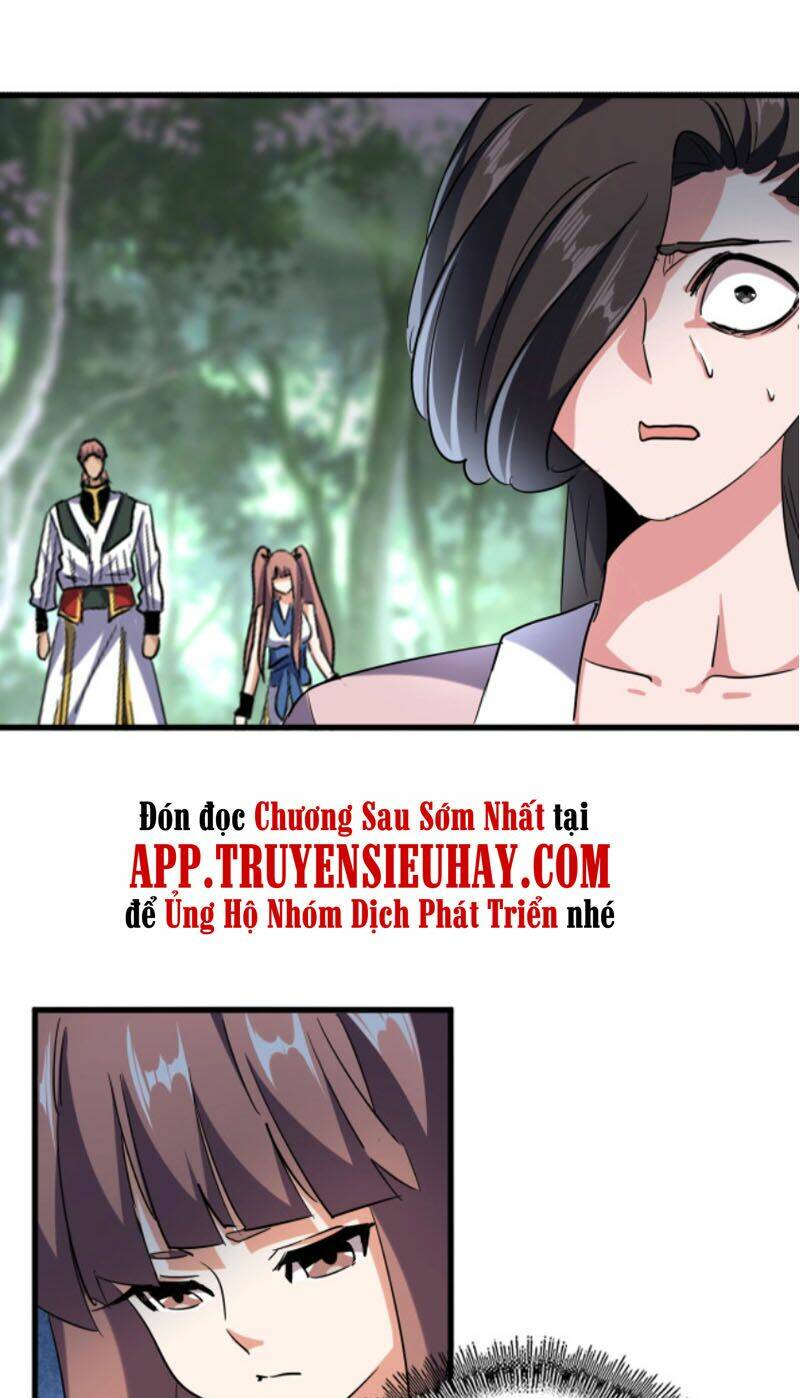 Đón đọc Chương Sau Sớm Nhất tại
APP.TRUYENSIEUHAY.COM
để Ủng Hộ Nhóm Dịch Phát Triển nhé